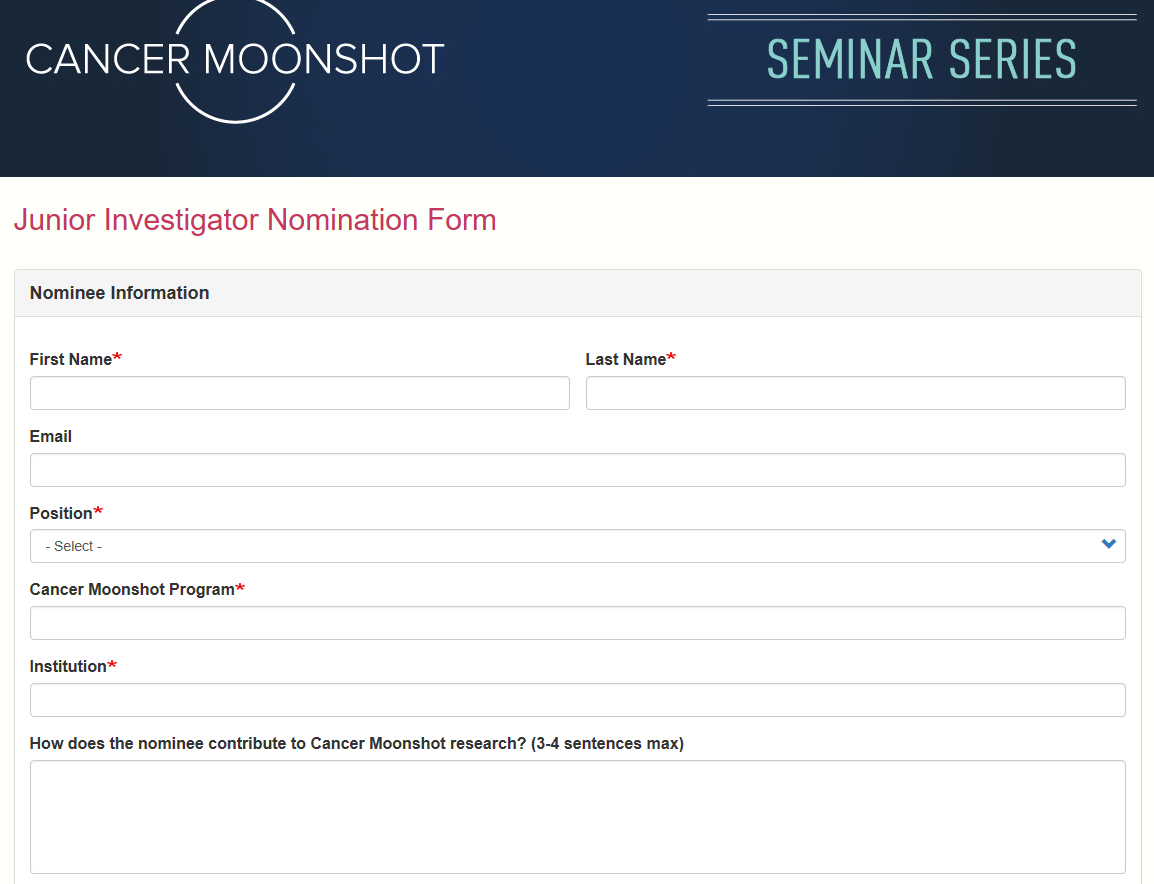 CANCER MOONSHOT
SEMINAR SERIES
Junior Investigator Nomination Form
Nominee Information
First Name* Last Name*
Email
Position*
- Select -
Cancer Moonshot Program*
Institution*
How does the nominee contribute to Cancer Moonshot research? (3-4 sentences max)